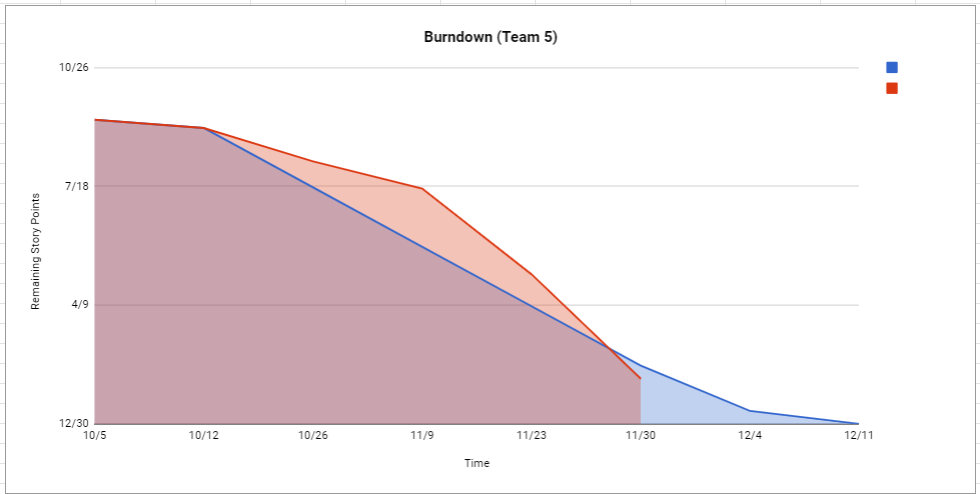 Burndown (Team 5)
10/26
7/18
4/9
12/30
Remaining Story Points
10/5 10/12 10/26 11/9 11/23 11/30 12/4 12/11
Time